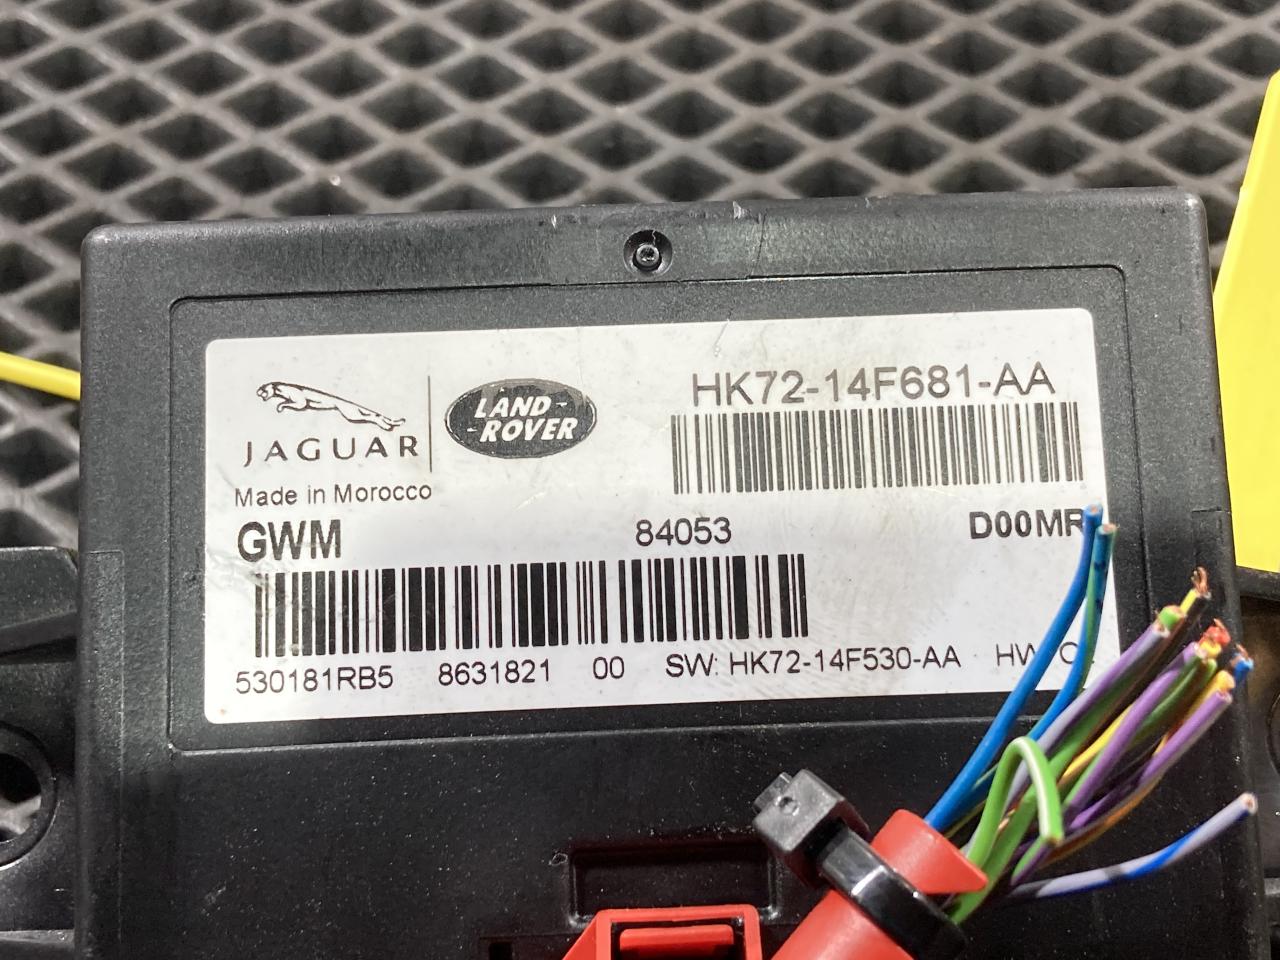 JAGUAR
LAND-
-ROVER
HK72-14F681-AA
Made in Morocco
GWM 84053 D00MR
530181RB5 8631821 00 SW: HK72-14F530-AA